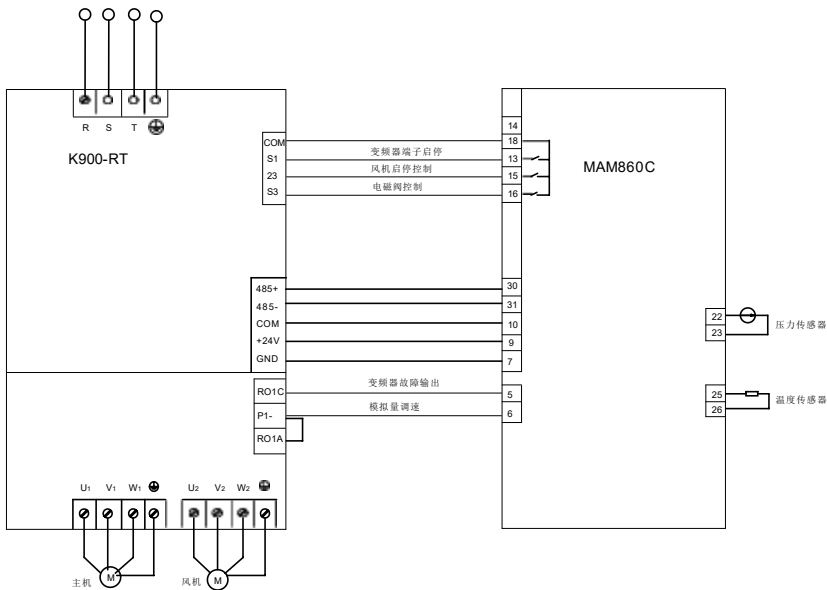 R S T
K900-RT
COM
S1
23
S3
变频器端子启停
风机启停控制
电磁阀控制
14
18
13
15
16
MAM860C
485+
485-
COM
+24V
GND
30
31
10
9
7
22
23
压力传感器
RO1C
P1-
RO1A
变频器故障输出
模拟量调速
5
6
25
26
温度传感器
U1 V1 W1
U2 V2 W2
主机 M
风机 M